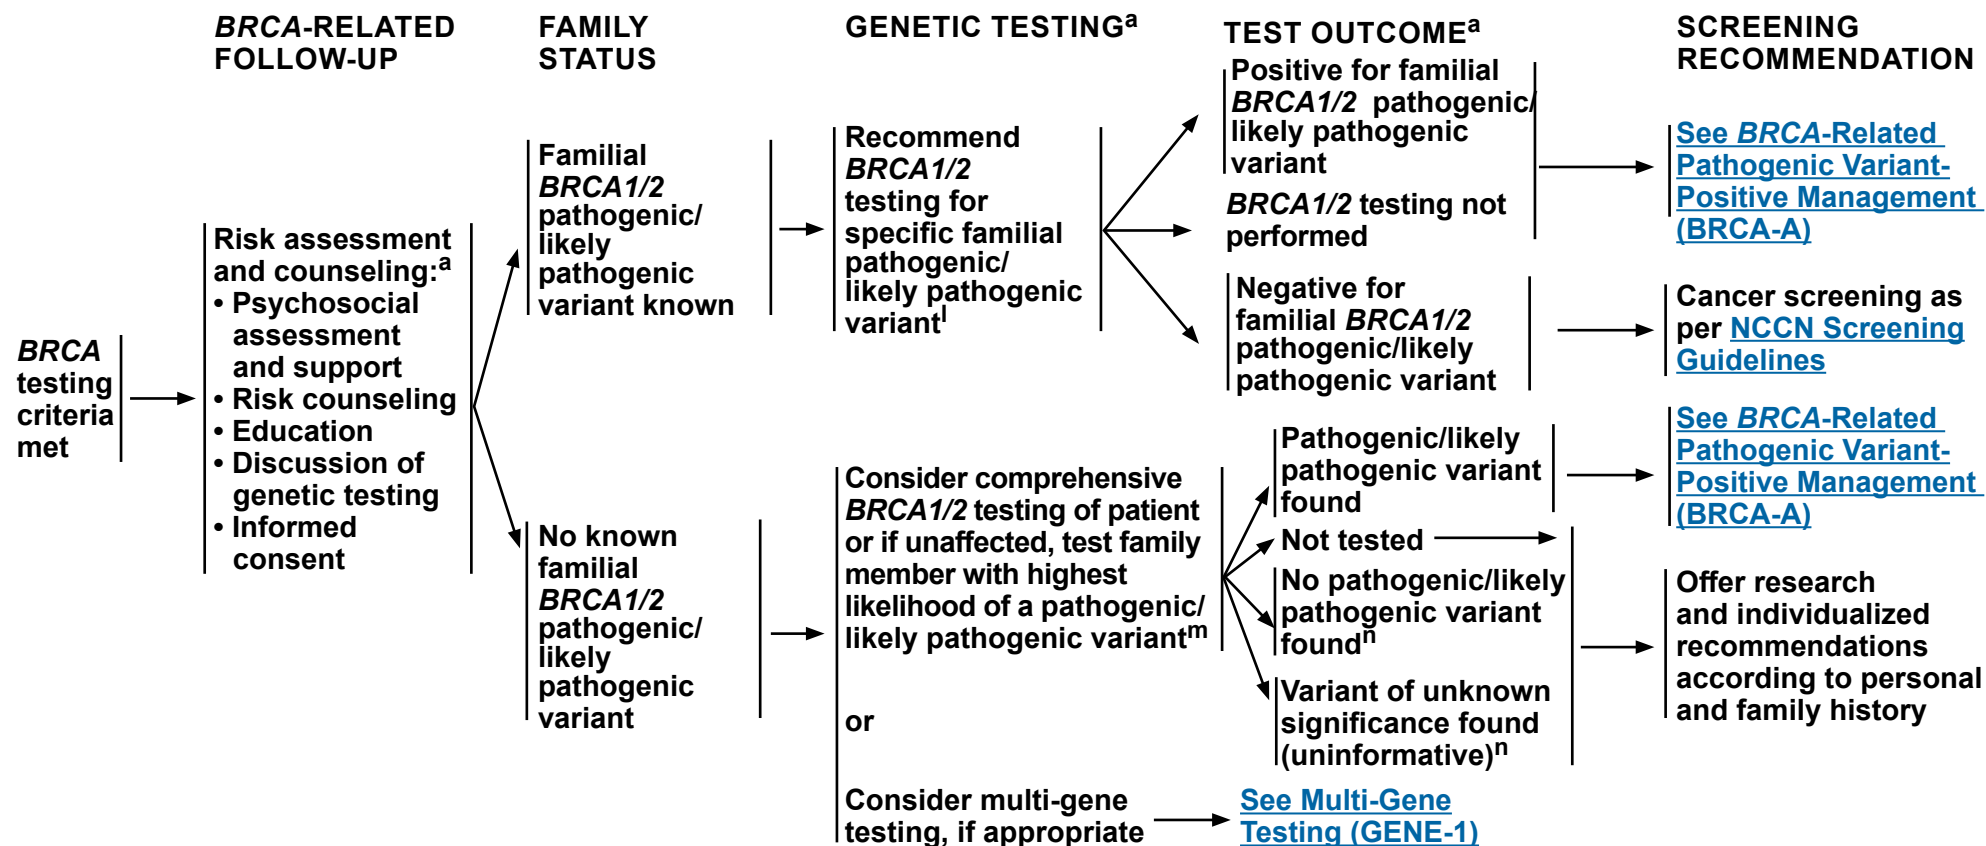 BRCA-RELATED
FOLLOW-UP
FAMILY
STATUS
GENETIC TESTINGa
TEST OUTCOMEa
SCREENING
RECOMMENDATION
BRCA
testing
criteria
met
Risk assessment
and counseling:a
• Psychosocial
assessment
and support
• Risk counseling
• Education
• Discussion of
genetic testing
• Informed
consent
Familial
BRCA1/2
pathogenic/
likely
pathogenic
variant known
Recommend
BRCA1/2
testing for
specific familial
pathogenic/
likely pathogenic
variantl
Positive for familial
BRCA1/2 pathogenic/
likely pathogenic
variant
BRCA1/2 testing not
performed
See BRCA-Related
Pathogenic Variant-
Positive Management
(BRCA-A)
Negative for
familial BRCA1/2
pathogenic/likely
pathogenic variant
Cancer screening as
per NCCN Screening
Guidelines
No known
familial
BRCA1/2
pathogenic/
likely
pathogenic
variant
Consider comprehensive
BRCA1/2 testing of patient
or if unaffected, test family
member with highest
likelihood of a pathogenic/
likely pathogenic variantm
or
Consider multi-gene
testing, if appropriate
Pathogenic/likely
pathogenic variant
found
See BRCA-Related
Pathogenic Variant-
Positive Management
(BRCA-A)
Not tested
No pathogenic/likely
pathogenic variant
foundn
Variant of unknown
significance found
(uninformative)n
Offer research
and individualized
recommendations
according to personal
and family history
See Multi-Gene
Testing (GENE-1)